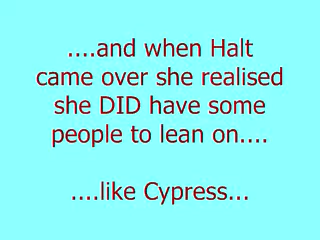 ....and when Halt
came over she realised
she DID have some
people to lean on....
....like Cypress...